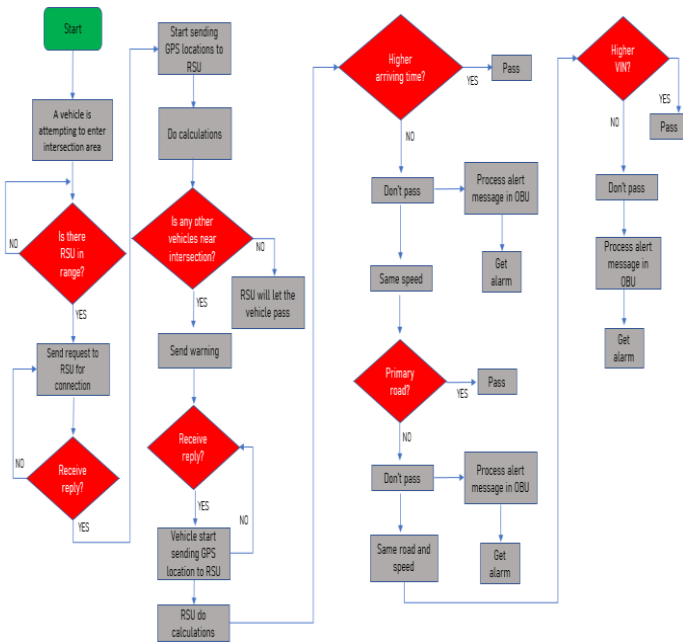 Start
A vehicle is
attempting to enter
intersection area
Is there
RSU in
range?
NO
YES
Send request to
RSU for
connection
NO
Receive
reply?
YES
Start sending
GPS locations to
RSU
Do calculations
Is any other
vehicles near
intersection?
NO
YES
RSU will let the
vehicle pass
Send warning
Receive
reply?
YES
NO
Vehicle start
sending GPS
location to RSU
RSU do
calculations
Higher
arriving time?
YES
Pass
NO
Don't pass
Process alert
message in OBU
Get
alarm
Same speed
Primary
road?
YES
Pass
NO
Don't pass
Process alert
message in OBU
Get
alarm
Same road and
speed
Higher
VIN?
YES
Pass
NO
Don't pass
Process alert
message in
OBU
Get
alarm